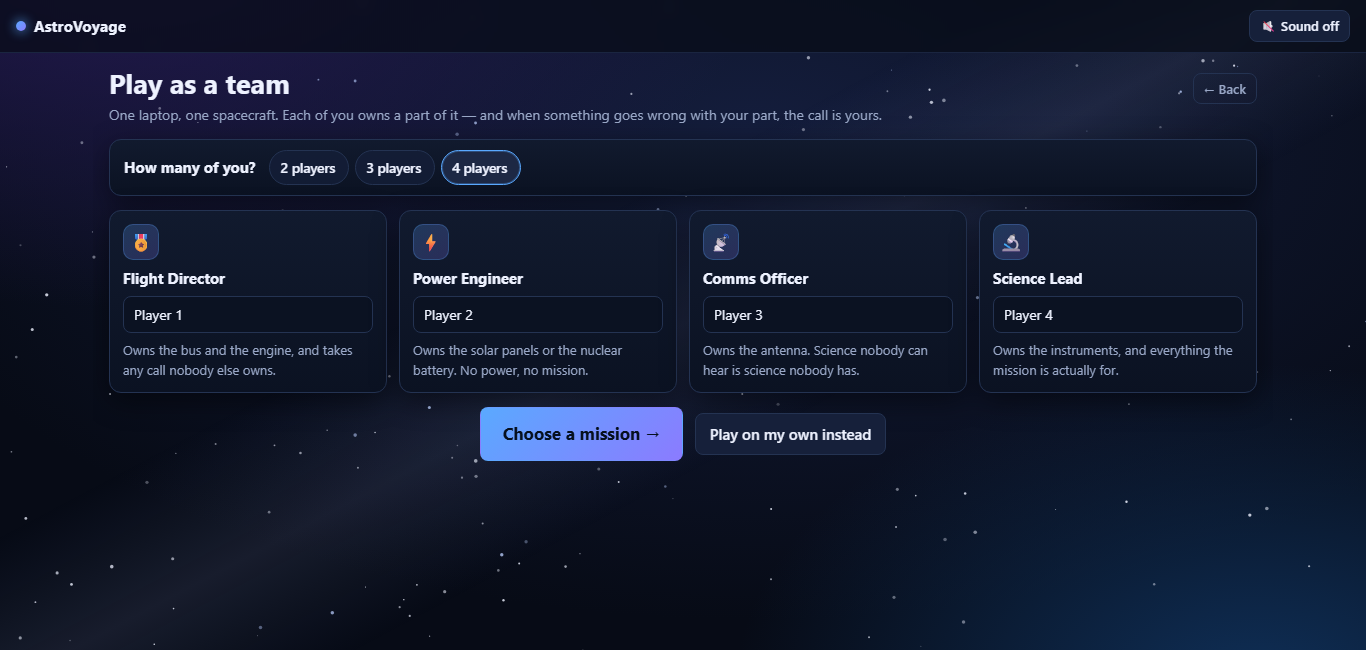 AstroVoyage
Sound off
Play as a team
← Back
One laptop, one spacecraft. Each of you owns a part of it — and when something goes wrong with your part, the call is yours.
How many of you?
2 players
3 players
4 players
Flight Director
Player 1
Owns the bus and the engine, and takes
any call nobody else owns.
Power Engineer
Player 2
Owns the solar panels or the nuclear
battery. No power, no mission.
Comms Officer
Player 3
Owns the antenna. Science nobody can
hear is science nobody has.
Science Lead
Player 4
Owns the instruments, and everything the
mission is actually for.
Choose a mission →
Play on my own instead